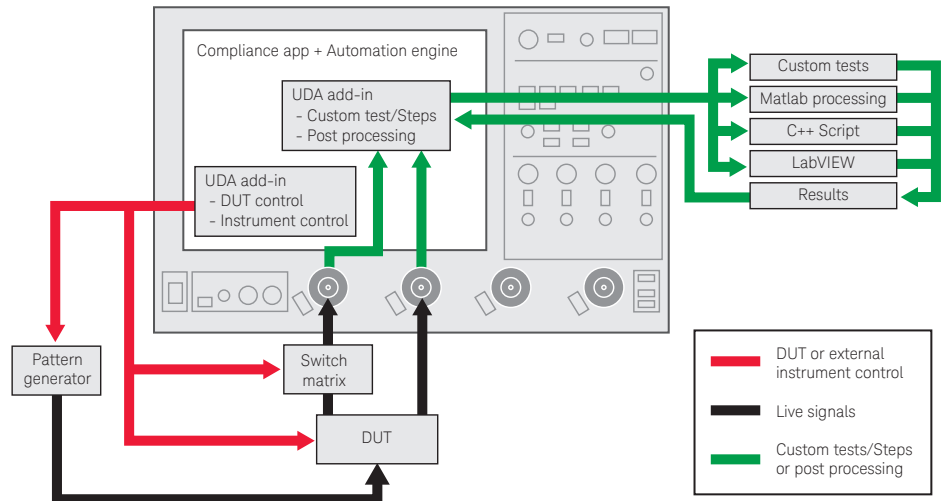 Compliance app + Automation engine
UDA add-in
- Custom test/Steps
- Post processing
UDA add-in
- DUT control
- Instrument control
Custom tests
Matlab processing
C++ Script
LabVIEW
Results
Pattern
generator
Switch
matrix
DUT
DUT or external
instrument control
Live signals
Custom tests/Steps
or post processing